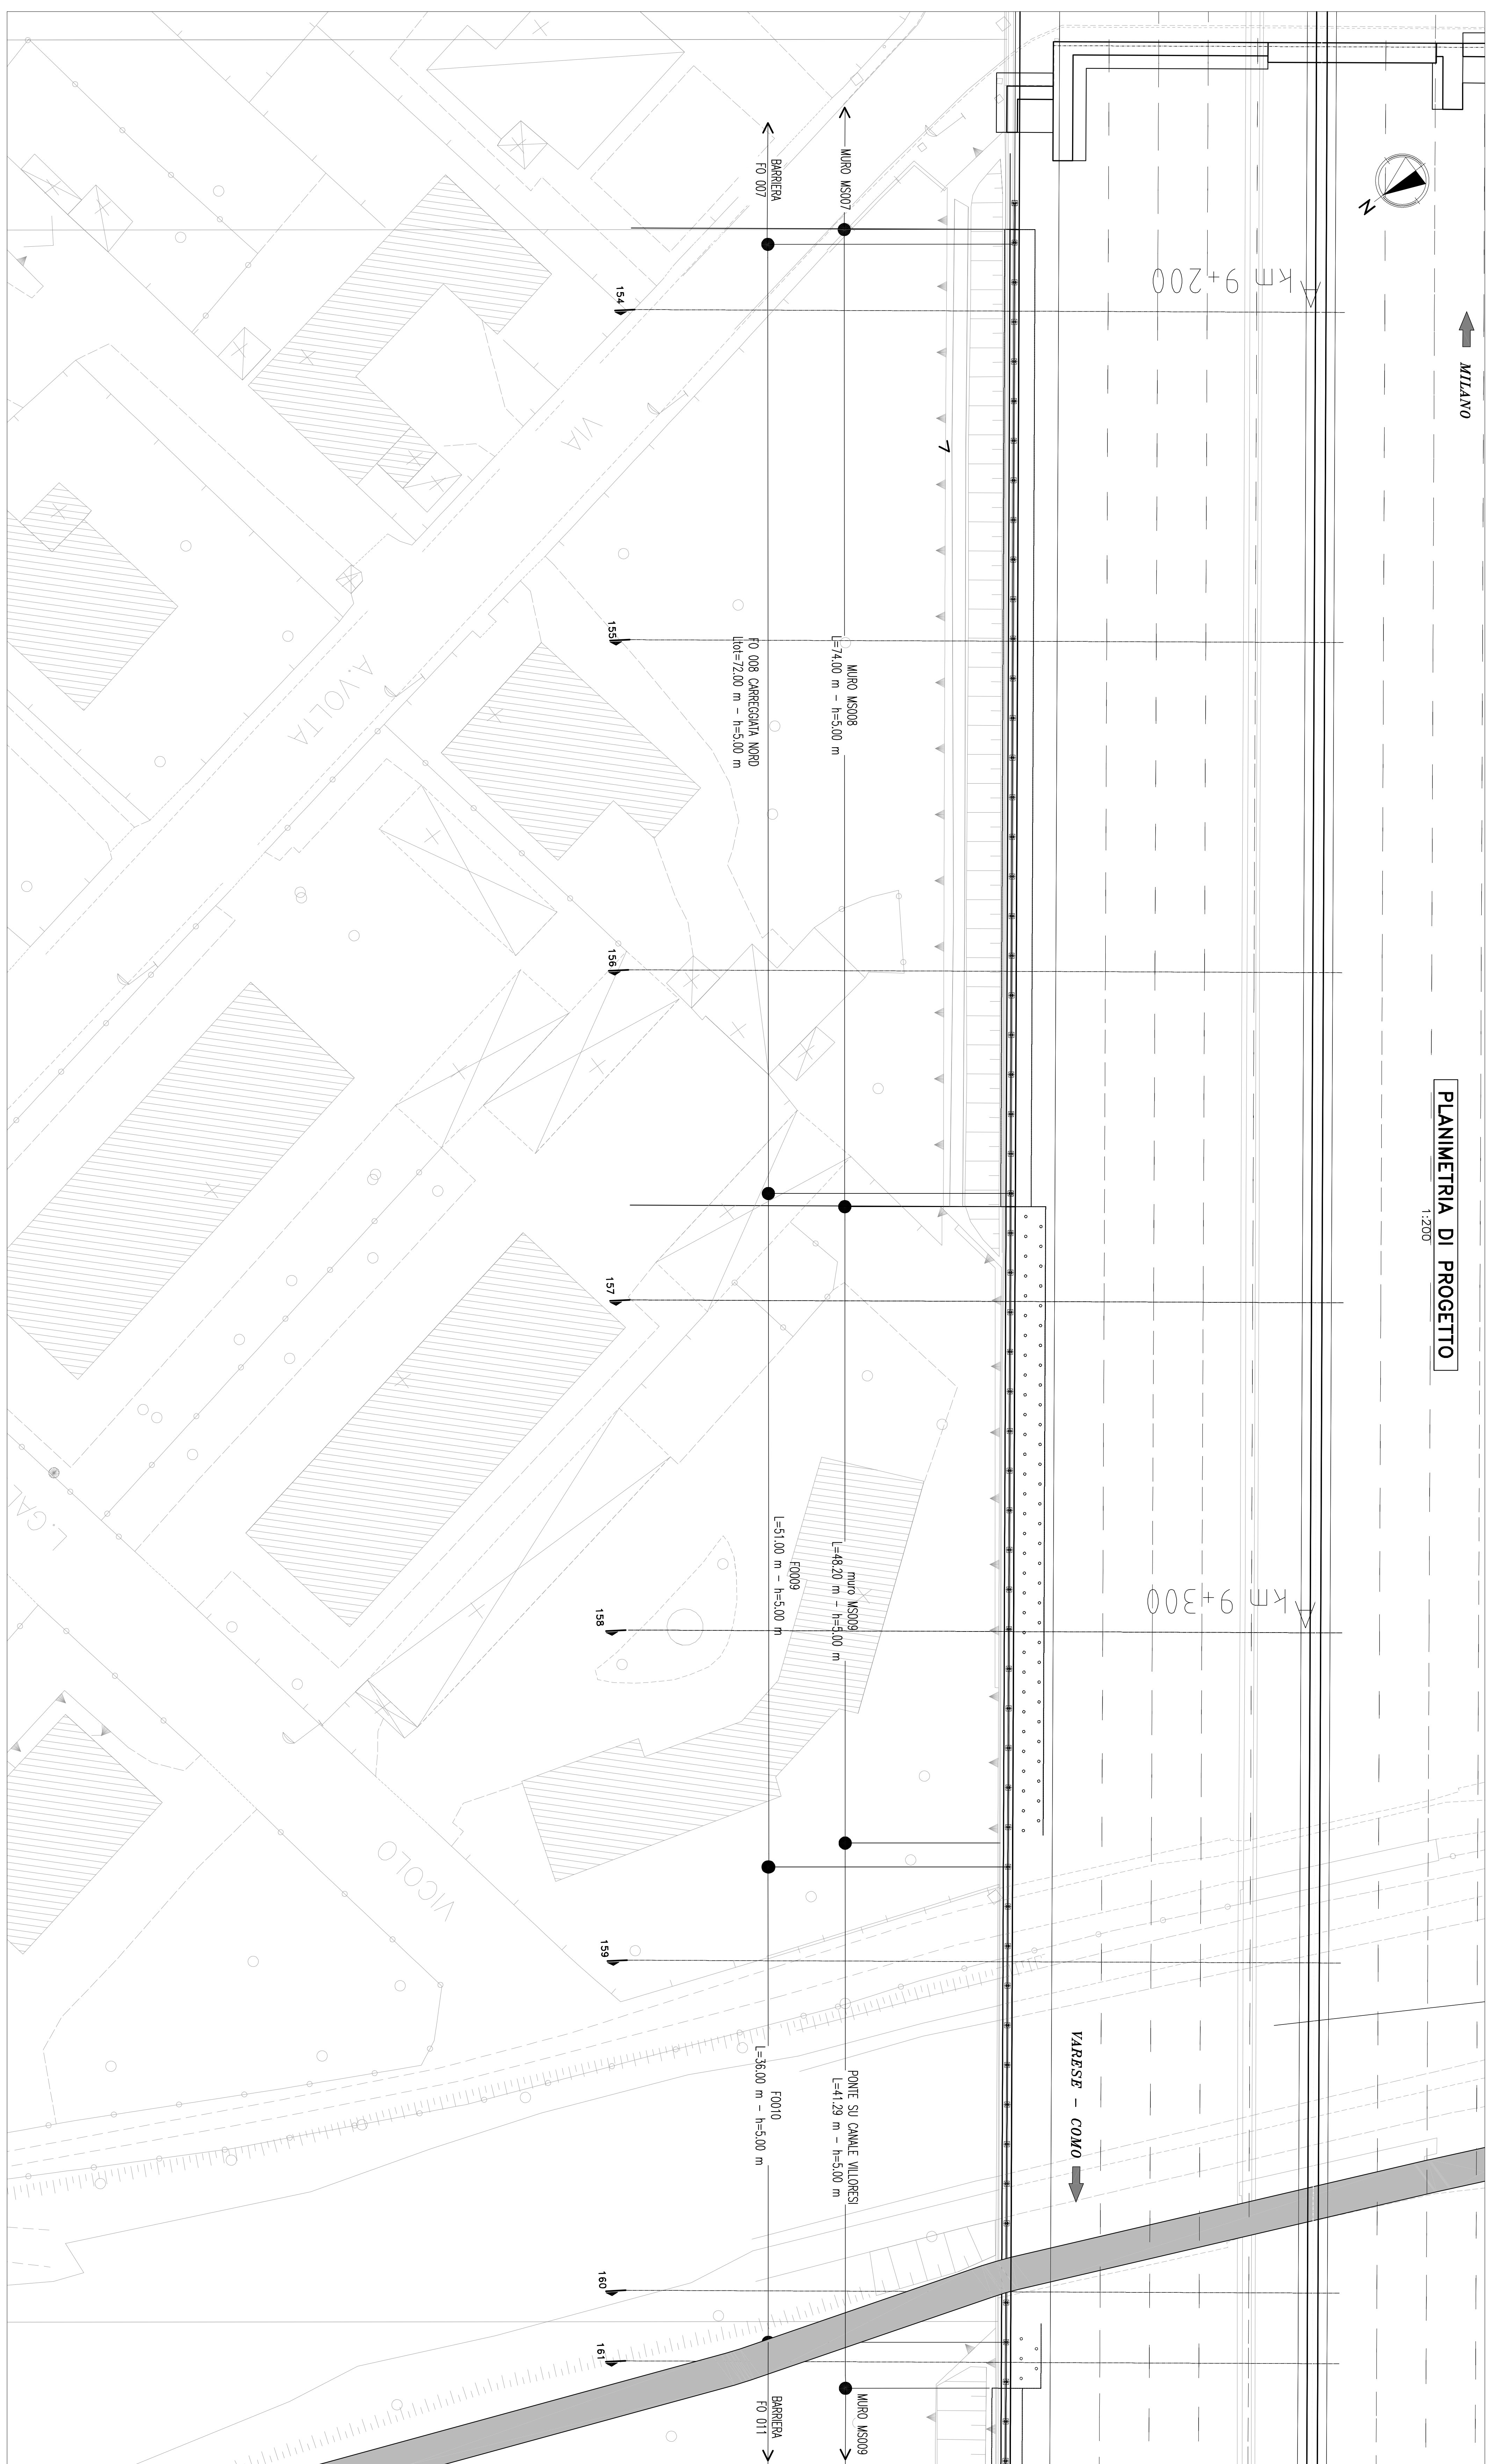 PLANIMETRIA DI PROGETTO
1:200
MILANO
N
km 9+200
km 9+300
VARESE - COMO
MURO MS007
BARRIERA
FO 007
MURO MS008
L=74.00 m - h=5.00 m
FO 008 CARREGGIATA NORD
Ltot=72.00 m - h=5.00 m
muro MS009
L=48.20 m - h=5.00 m
FO009
L=51.00 m - h=5.00 m
PONTE SU CANALE VILLORESI
L=41.29 m - h=5.00 m
FO010
L=36.00 m - h=5.00 m
MURO MS009
BARRIERA
FO 011
154
155
156
157
158
159
160
161
7
VIA
A.VOLTA
VICOLO